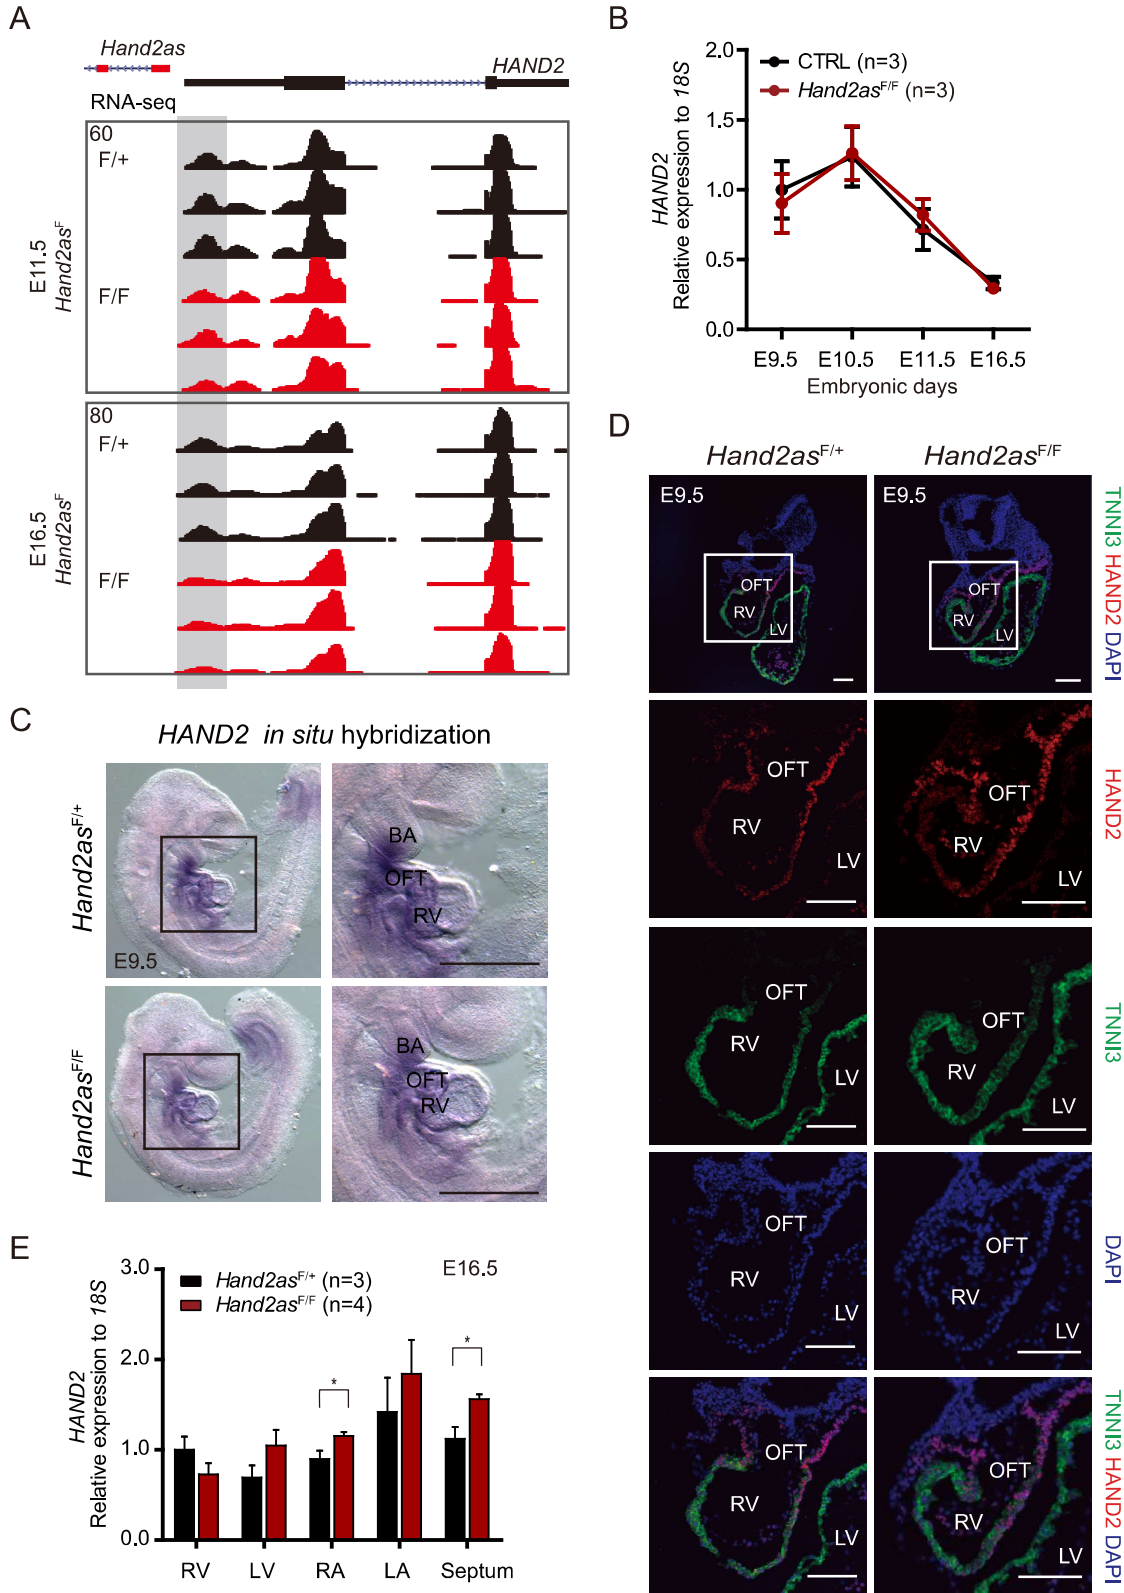 A
Hand2as
HAND2
RNA-seq
60
F/+
F/F
E11.5
Hand2asF
80
F/+
F/F
E16.5
Hand2asF
B
2.0
1.5
1.0
0.5
0.0
HAND2
Relative expression to 18S
CTRL (n=3)
Hand2asF/F (n=3)
E9.5 E10.5 E11.5 E16.5
Embryonic days
C
HAND2 in situ hybridization
Hand2asF/+
E9.5
BA
OFT
RV
Hand2asF/F
BA
OFT
RV
D
Hand2asF/+ Hand2asF/F
E9.5
OFT
RV
LV
E9.5
OFT
RV
LV
TNNI3 HAND2 DAPI
OFT
RV
LV
OFT
RV
LV
HAND2
OFT
RV
LV
OFT
RV
LV
TNNI3
OFT
RV
LV
OFT
RV
LV
DAPI
OFT
RV
LV
OFT
RV
LV
TNNI3 HAND2 DAPI
E
3.0
2.0
1.0
0.0
HAND2
Relative expression to 18S
Hand2asF/+ (n=3)
Hand2asF/F (n=4)
E16.5
*
*
RV LV RA LA Septum